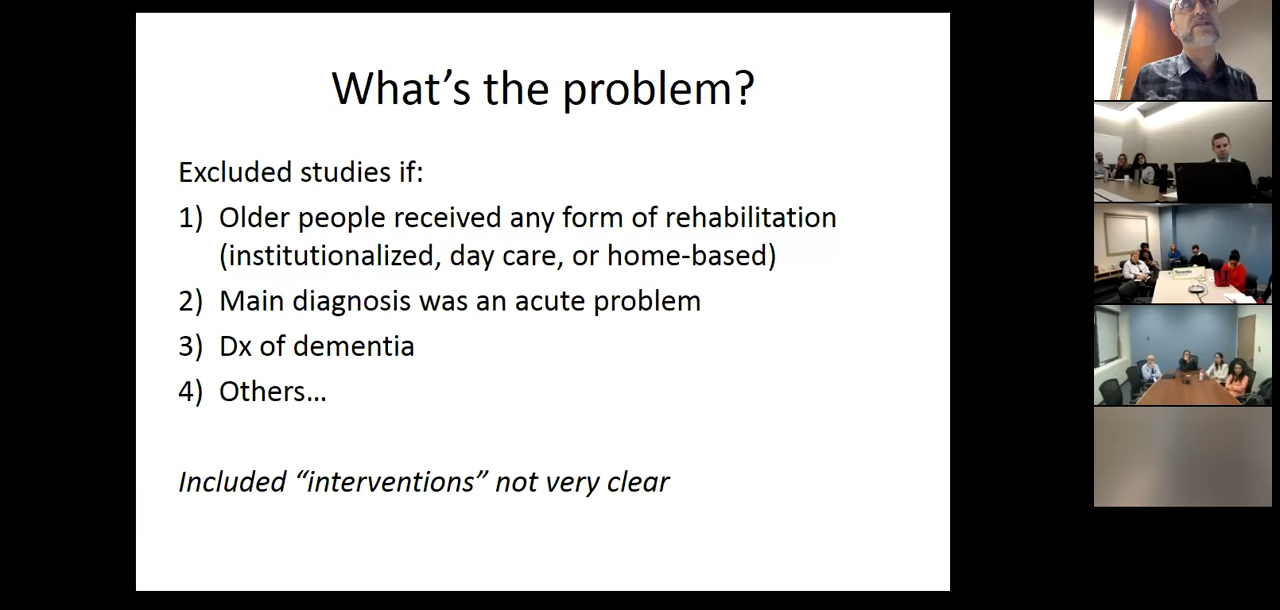 What's the problem?
Excluded studies if:
1) Older people received any form of rehabilitation
(institutionalized, day care, or home-based)
2) Main diagnosis was an acute problem
3) Dx of dementia
4) Others...
Included “interventions” not very clear
Toronto